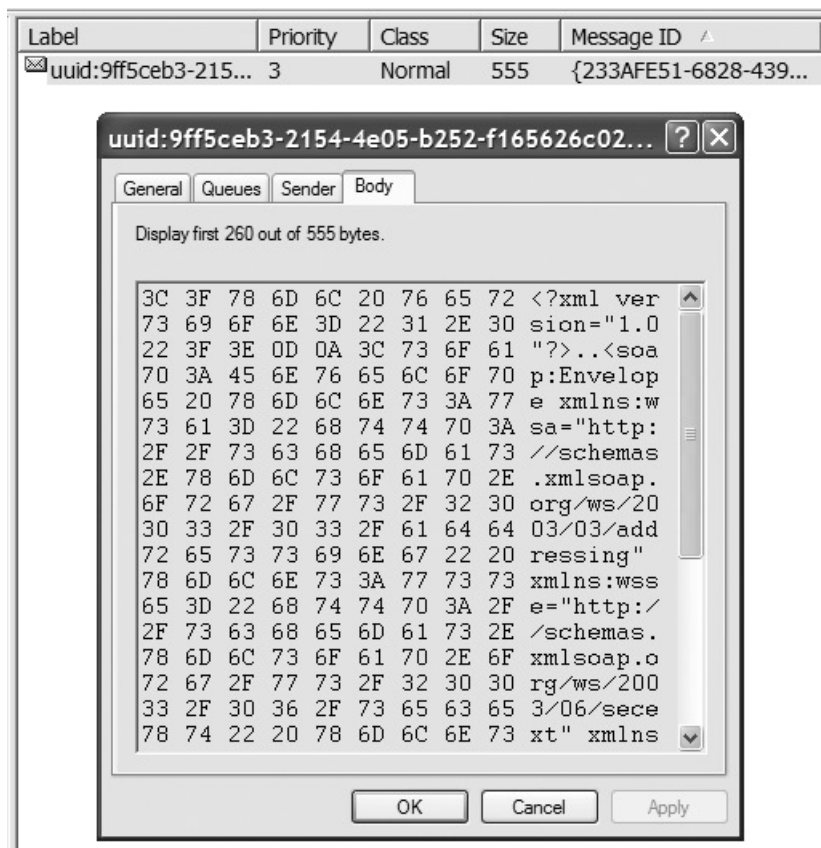 Label Priority Class Size Message ID
uuid:9ff5ceb3-215... 3 Normal 555 {233AFE51-6828-439...
uuid:9ff5ceb3-2154-4e05-b252-f165626c02...
General Queues Sender Body
Display first 260 out of 555 bytes.
3C 3F 78 6D 6C 20 76 65 72 <?xml ver
73 69 6F 6E 3D 22 31 2E 30 sion="1.0
22 3F 3E 0D 0A 3C 73 6F 61 "?>..<soa
70 3A 45 6E 76 65 6C 6F 70 p:Envelop
65 20 78 6D 6C 6E 73 3A 77 e xmlns:w
73 61 3D 22 68 74 74 70 3A sa="http:
2F 2F 73 63 68 65 6D 61 73 //schemas
2E 78 6D 6C 73 6F 61 70 2E .xmlsoap.
6F 72 67 2F 77 73 2F 32 30 org/ws/20
30 33 2F 30 33 2F 61 64 64 03/03/add
72 65 73 73 69 6E 67 22 20 ressing"
78 6D 6C 6E 73 3A 77 73 73 xmlns:wss
65 3D 22 68 74 74 70 3A 2F e="http:/
2F 73 63 68 65 6D 61 73 2E /schemas.
78 6D 6C 73 6F 61 70 2E 6F xmlsoap.o
72 67 2F 77 73 2F 32 30 30 rg/ws/200
33 2F 30 36 2F 73 65 63 65 3/06/sece
78 74 22 20 78 6D 6C 6E 73 xt" xmlns
OK Cancel Apply